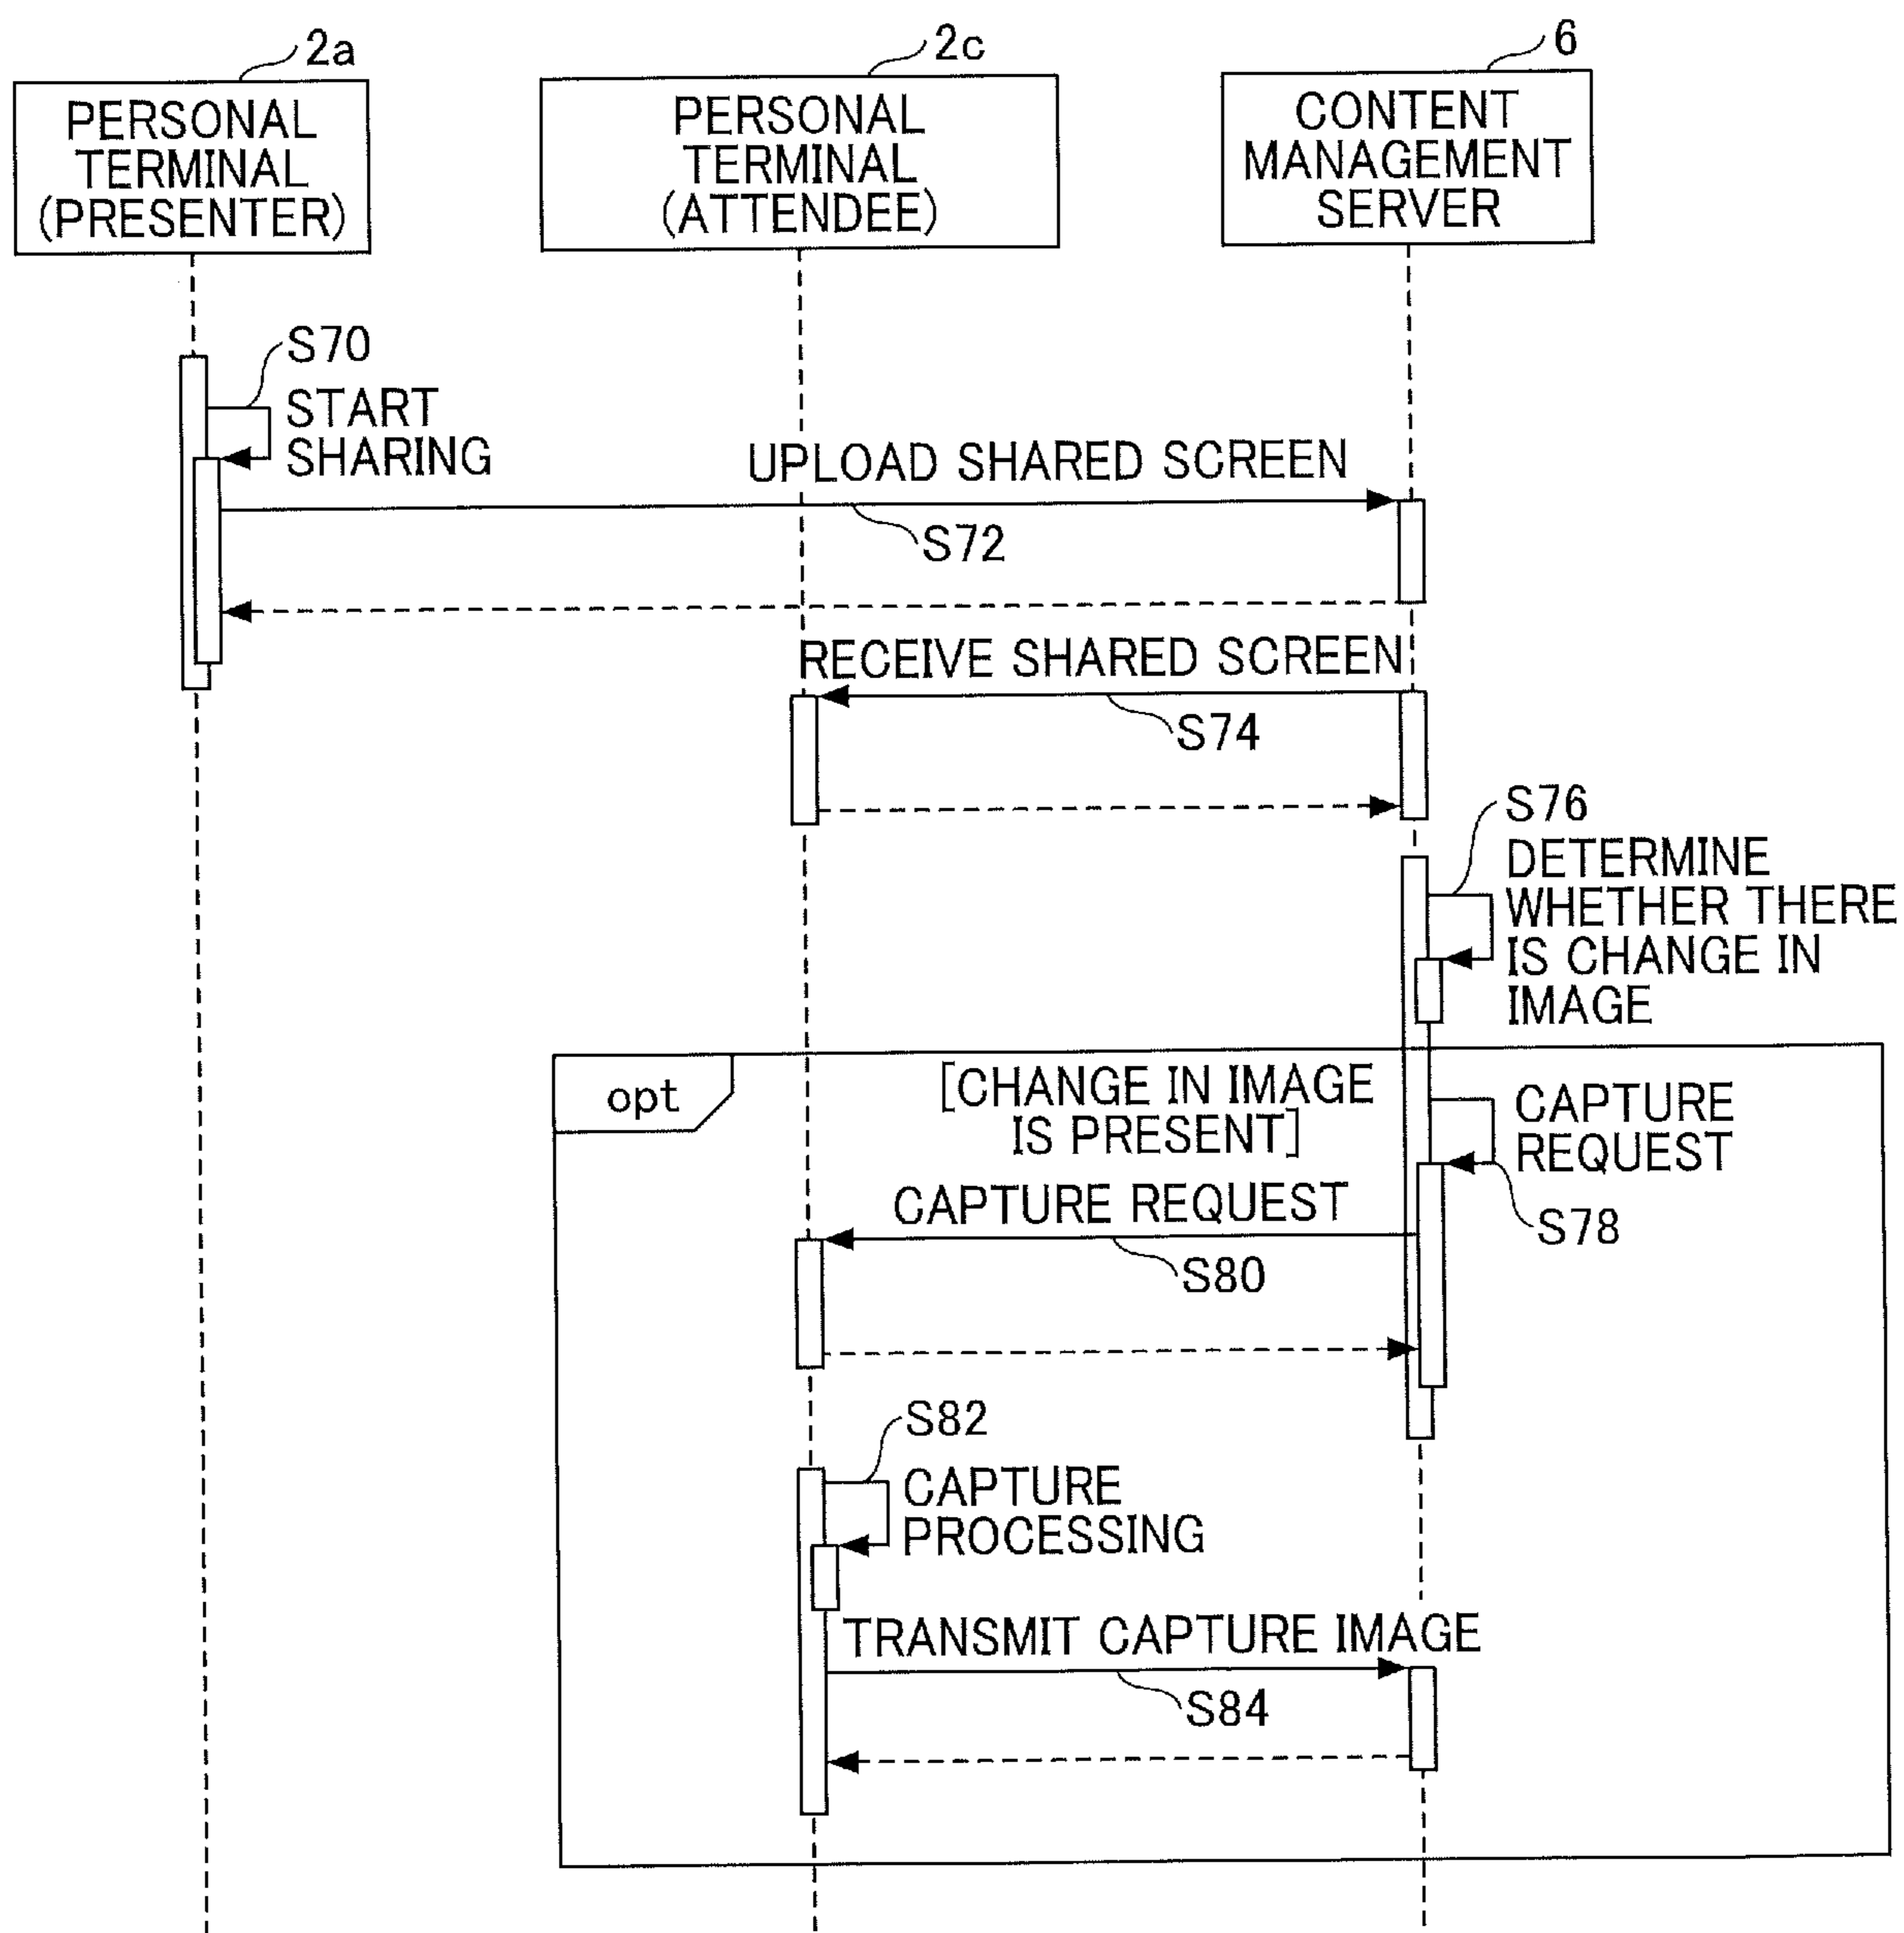 2a
2c
6
PERSONAL
TERMINAL
(PRESENTER)
PERSONAL
TERMINAL
(ATTENDEE)
CONTENT
MANAGEMENT
SERVER
S70
START
SHARING
UPLOAD SHARED SCREEN
S72
RECEIVE SHARED SCREEN
S74
S76
DETERMINE
WHETHER THERE
IS CHANGE IN
IMAGE
opt
[CHANGE IN IMAGE
IS PRESENT]
CAPTURE
REQUEST
S78
CAPTURE REQUEST
S80
S82
CAPTURE
PROCESSING
TRANSMIT CAPTURE IMAGE
S84